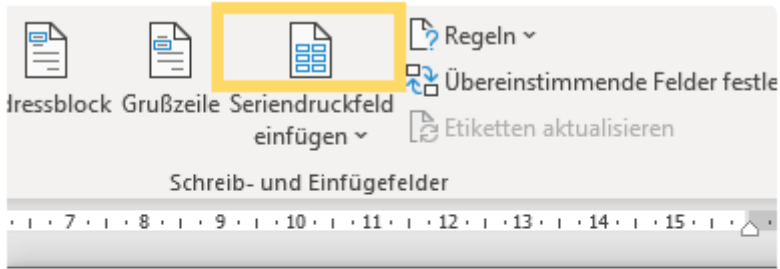 Regeln
Übereinstimmende Felder festle
dressblock Grußzeile Seriendruckfeld
einfügen
Etiketten aktualisieren
Schreib- und Einfügefelder
7 8 9 10 11 12 13 14 15